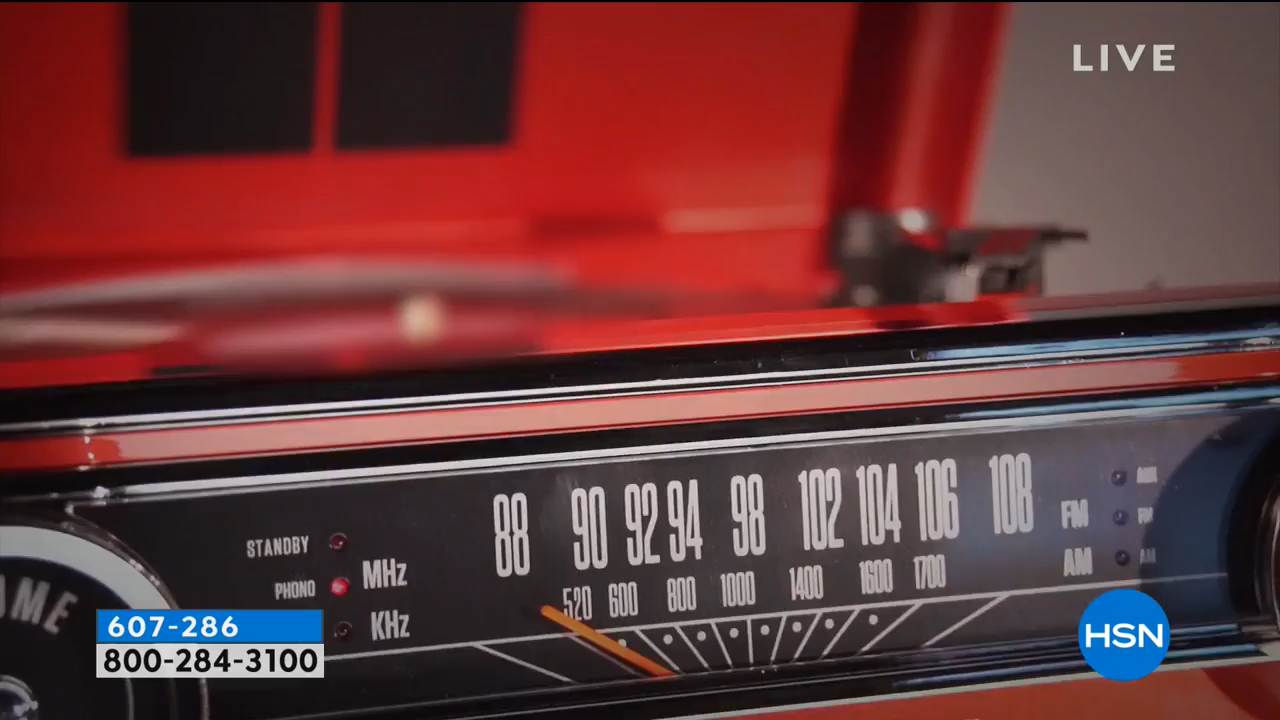 LIVE
88 90 92 94 98 102 104 106 108
FM
AM
STANDBY
PHONO
MHz
KHz
520 600 800 1000 1400 1600 1700
607-286
800-284-3100
HSN